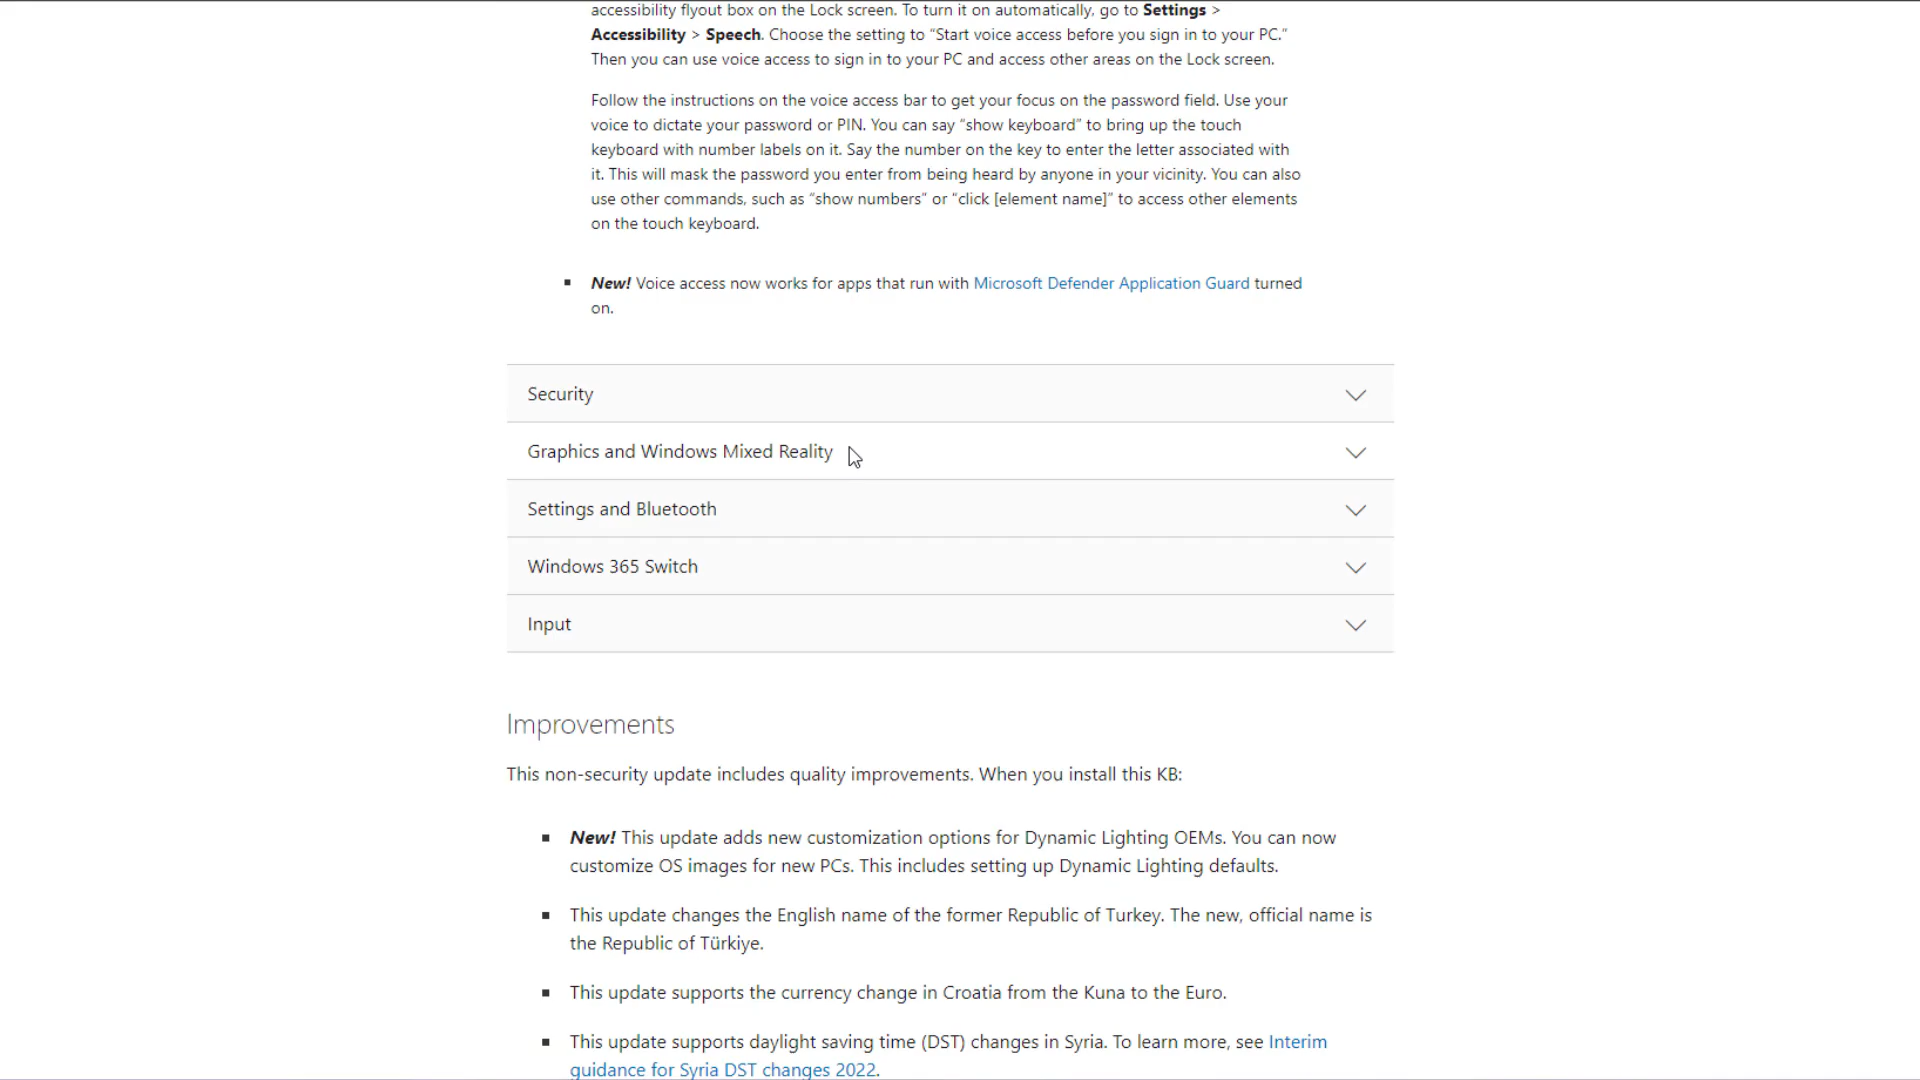 accessibility flyout box on the Lock screen. To turn it on automatically, go to Settings >
Accessibility > Speech. Choose the setting to “Start voice access before you sign in to your PC.”
Then you can use voice access to sign in to your PC and access other areas on the Lock screen.
Follow the instructions on the voice access bar to get your focus on the password field. Use your
voice to dictate your password or PIN. You can say “show keyboard” to bring up the touch
keyboard with number labels on it. Say the number on the key to enter the letter associated with
it. This will mask the password you enter from being heard by anyone in your vicinity. You can also
use other commands, such as “show numbers” or “click [element name]” to access other elements
on the touch keyboard.
▪ New! Voice access now works for apps that run with Microsoft Defender Application Guard turned
on.
Security
Graphics and Windows Mixed Reality
Settings and Bluetooth
Windows 365 Switch
Input
Improvements
This non-security update includes quality improvements. When you install this KB:
▪ New! This update adds new customization options for Dynamic Lighting OEMs. You can now
customize OS images for new PCs. This includes setting up Dynamic Lighting defaults.
▪ This update changes the English name of the former Republic of Turkey. The new, official name is
the Republic of Türkiye.
▪ This update supports the currency change in Croatia from the Kuna to the Euro.
▪ This update supports daylight saving time (DST) changes in Syria. To learn more, see Interim
guidance for Syria DST changes 2022.